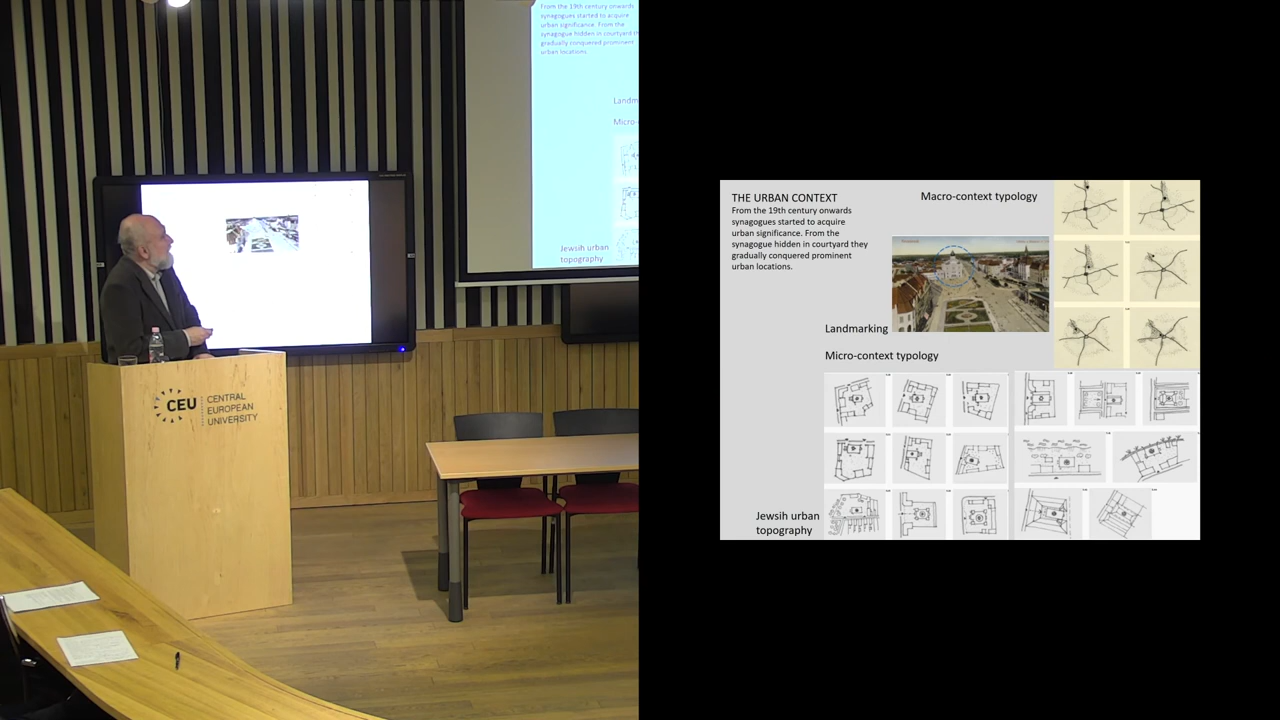 From the 19th century onwards
synagogues started to acquire
urban significance. From the
synagogue hidden in courtyard th
gradually conquered prominent
urban locations.
Landm
Micro-
Jewsih urban
topography
CEU
CENTRAL
EUROPEAN
UNIVERSITY
THE URBAN CONTEXT
From the 19th century onwards
synagogues started to acquire
urban significance. From the
synagogue hidden in courtyard they
gradually conquered prominent
urban locations.
Macro-context typology
Landmarking
Micro-context typology
Jewsih urban
topography